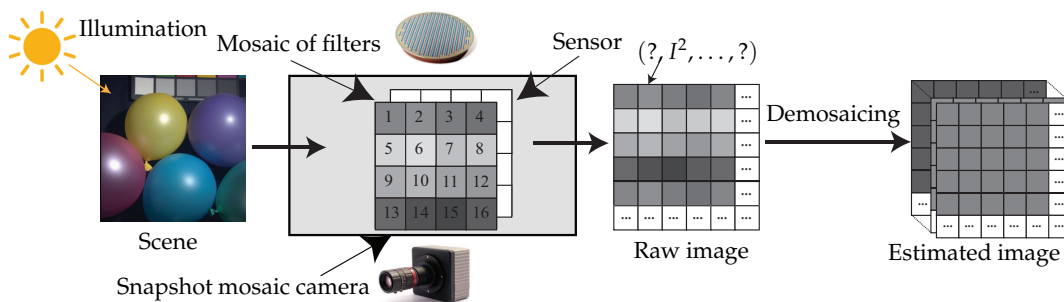 Illumination
Mosaic of filters
Sensor
(?, I², . . . , ?)
1 2 3 4
5 6 7 8
9 10 11 12
13 14 15 16
...
...
...
...
...
... ... ... ... ... ...
Demosaicing
...
...
...
...
...
...
...
... ... ... ... ... ...
Scene
Snapshot mosaic camera
Raw image
Estimated image